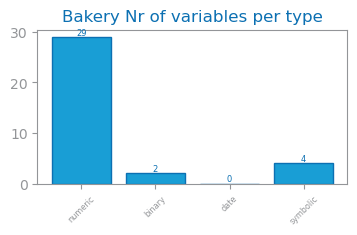 Bakery Nr of variables per type
30
20
10
0
29
2
0
4
numeric
binary
date
symbolic